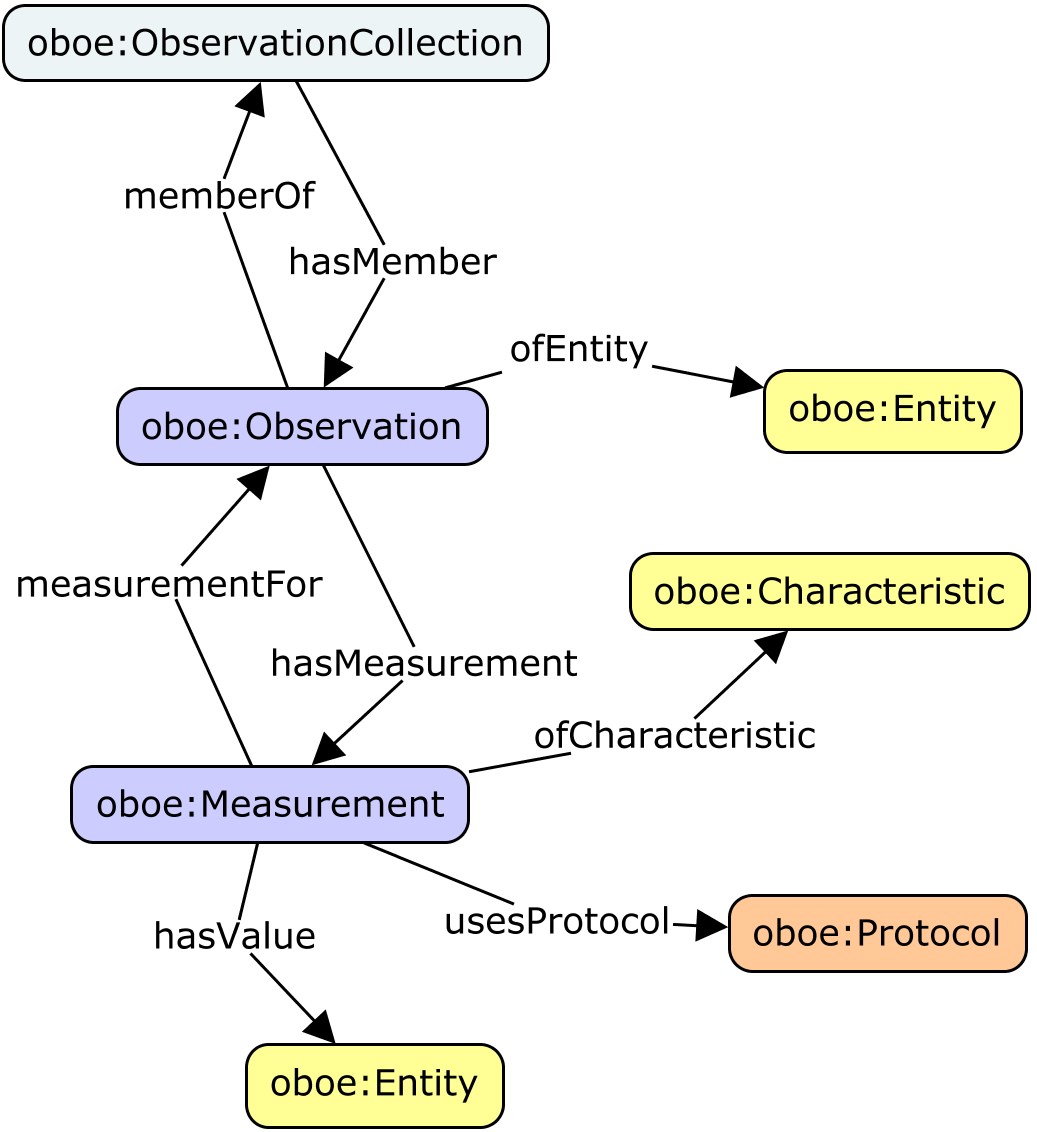 oboe:ObservationCollection
memberOf
hasMember
ofEntity
oboe:Entity
oboe:Observation
measurementFor
oboe:Characteristic
hasMeasurement
ofCharacteristic
oboe:Measurement
hasValue
usesProtocol
oboe:Protocol
oboe:Entity